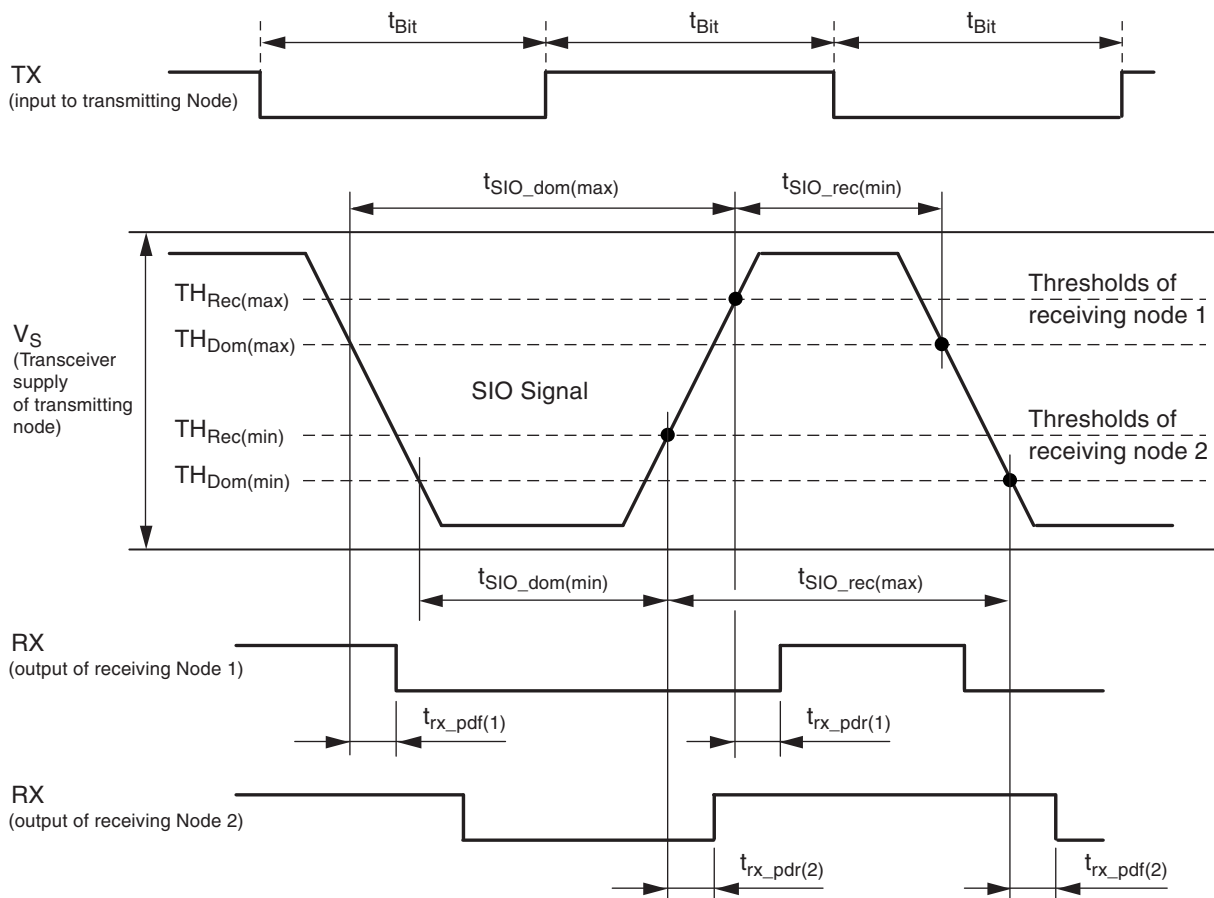 tBit tBit tBit
TX
(input to transmitting Node)
tSIO_dom(max) tSIO_rec(min)
THRec(max)
Thresholds of
receiving node 1
THDom(max)
VS
(Transceiver
supply
of transmitting
node)
SIO Signal
THRec(min)
Thresholds of
receiving node 2
THDom(min)
tSIO_dom(min) tSIO_rec(max)
RX
(output of receiving Node 1)
trx_pdf(1) trx_pdr(1)
RX
(output of receiving Node 2)
trx_pdr(2) trx_pdf(2)